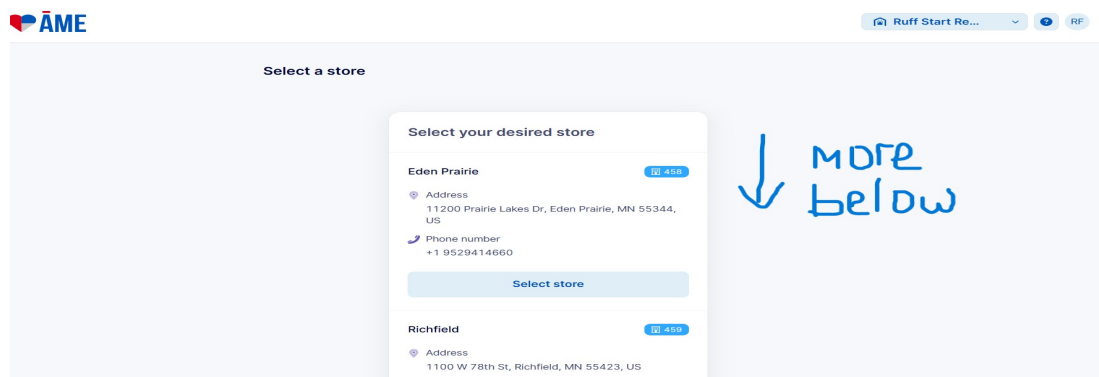 ĀME
Ruff Start Re...
RF
Select a store
Select your desired store
Eden Prairie
458
Address
11200 Prairie Lakes Dr, Eden Prairie, MN 55344,
US
Phone number
+1 9529414660
Select store
Richfield
459
Address
1100 W 78th St, Richfield, MN 55423, US
more
below